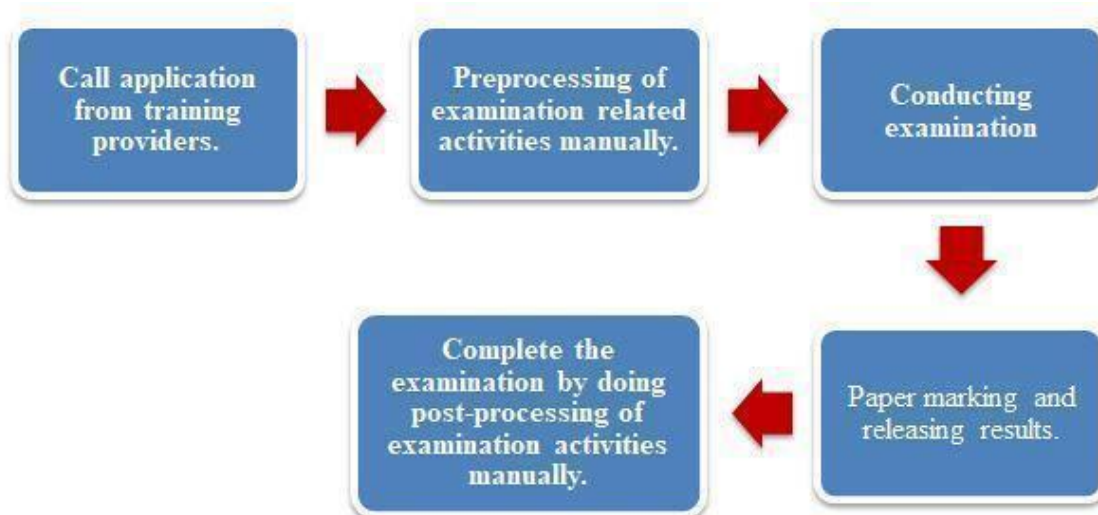 Call application
from training
providers.
Preprocessing of
examination related
activities manually.
Conducting
examination
Paper marking and
releasing results.
Complete the
examination by doing
post-processing of
examination activities
manually.